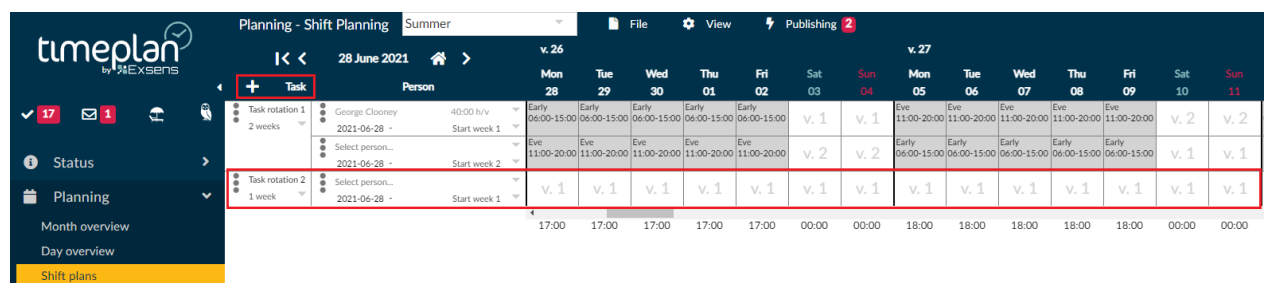 Planning - Shift Planning Summer File View Publishing 2
timeplan
by Exsens
28 June 2021 v. 26 v. 27
Mon Tue Wed Thu Fri Sat Sun Mon Tue Wed Thu Fri Sat Sun
+ Task Person 28 29 30 01 02 03 04 05 06 07 08 09 10 11
17 1
Task rotation 1 George Clooney 40:00 h/v Early Early Early Early Early Eve Eve Eve Eve Eve
2 weeks 2021-06-28 - Start week 1 06:00-15:00 06:00-15:00 06:00-15:00 06:00-15:00 06:00-15:00 v. 1 v. 1 11:00-20:00 11:00-20:00 11:00-20:00 11:00-20:00 11:00-20:00 v. 2 v. 2
Select person... Eve Eve Eve Eve Eve Early Early Early Early Early
2021-06-28 - Start week 2 11:00-20:00 11:00-20:00 11:00-20:00 11:00-20:00 11:00-20:00 v. 2 v. 2 06:00-15:00 06:00-15:00 06:00-15:00 06:00-15:00 06:00-15:00 v. 1 v. 1
Status
Task rotation 2 Select person...
1 week 2021-06-28 - Start week 1 v. 1 v. 1 v. 1 v. 1 v. 1 v. 1 v. 1 v. 1 v. 1 v. 1 v. 1 v. 1 v. 1 v. 1
Planning
17:00 17:00 17:00 17:00 17:00 00:00 00:00 18:00 18:00 18:00 18:00 18:00 00:00 00:00
Month overview
Day overview
Shift plans